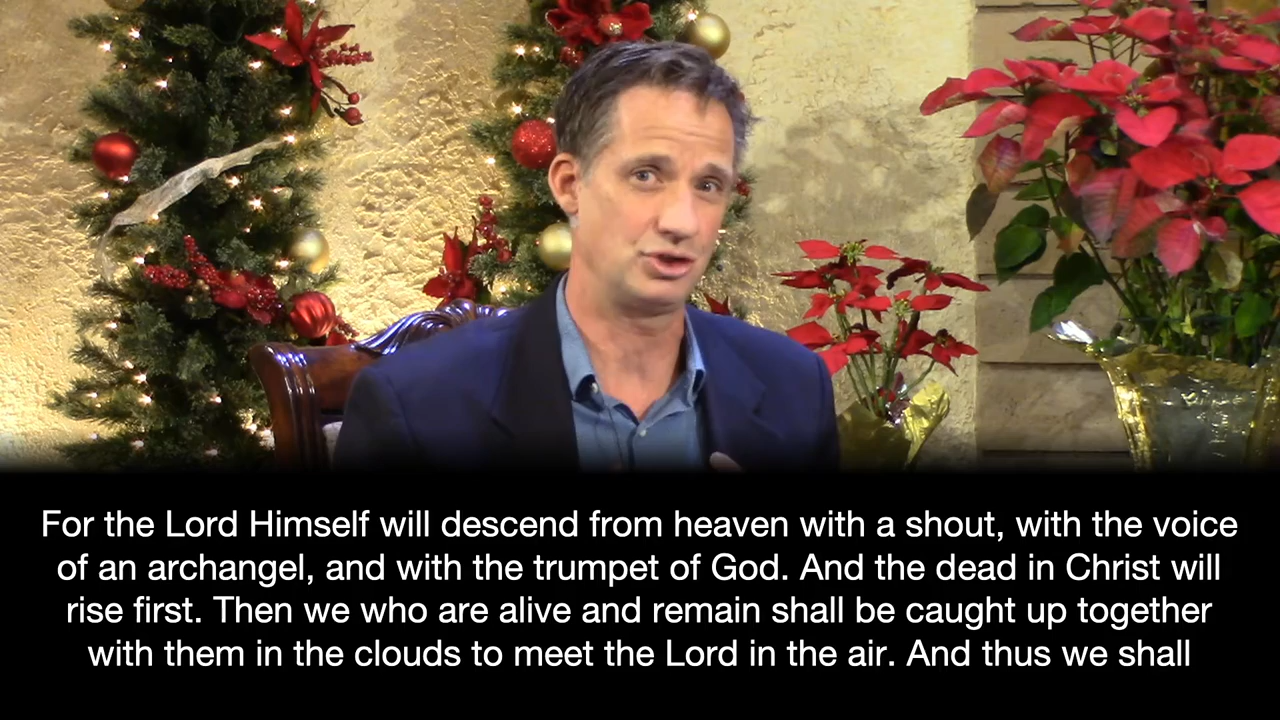 For the Lord Himself will descend from heaven with a shout, with the voice
of an archangel, and with the trumpet of God. And the dead in Christ will
rise first. Then we who are alive and remain shall be caught up together
with them in the clouds to meet the Lord in the air. And thus we shall